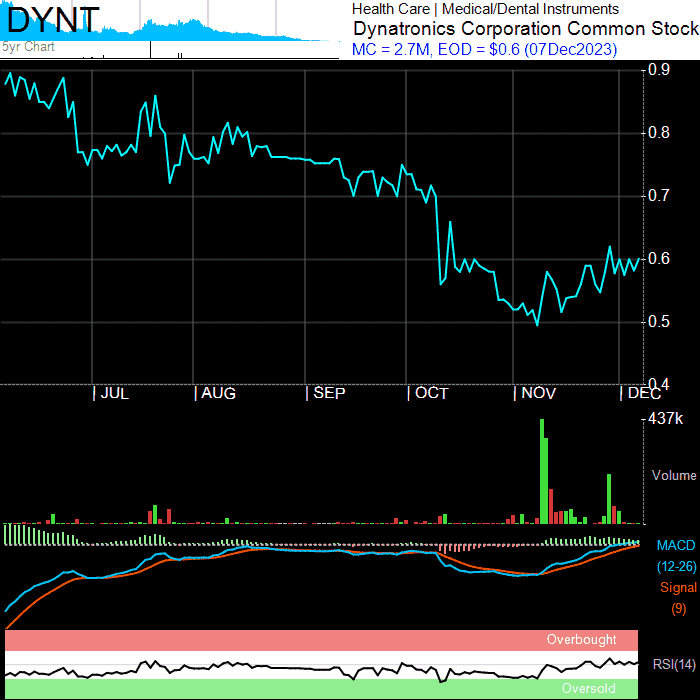 DYNT
5yr Chart
Health Care | Medical/Dental Instruments
Dynatronics Corporation Common Stock
MC = 2.7M, EOD = $0.6 (07Dec2023)
0.9
0.8
0.7
0.6
0.5
0.4
| JUL | AUG | SEP | OCT | NOV | DEC
437k
Volume
MACD
(12-26)
Signal
(9)
Overbought
RSI(14)
Oversold